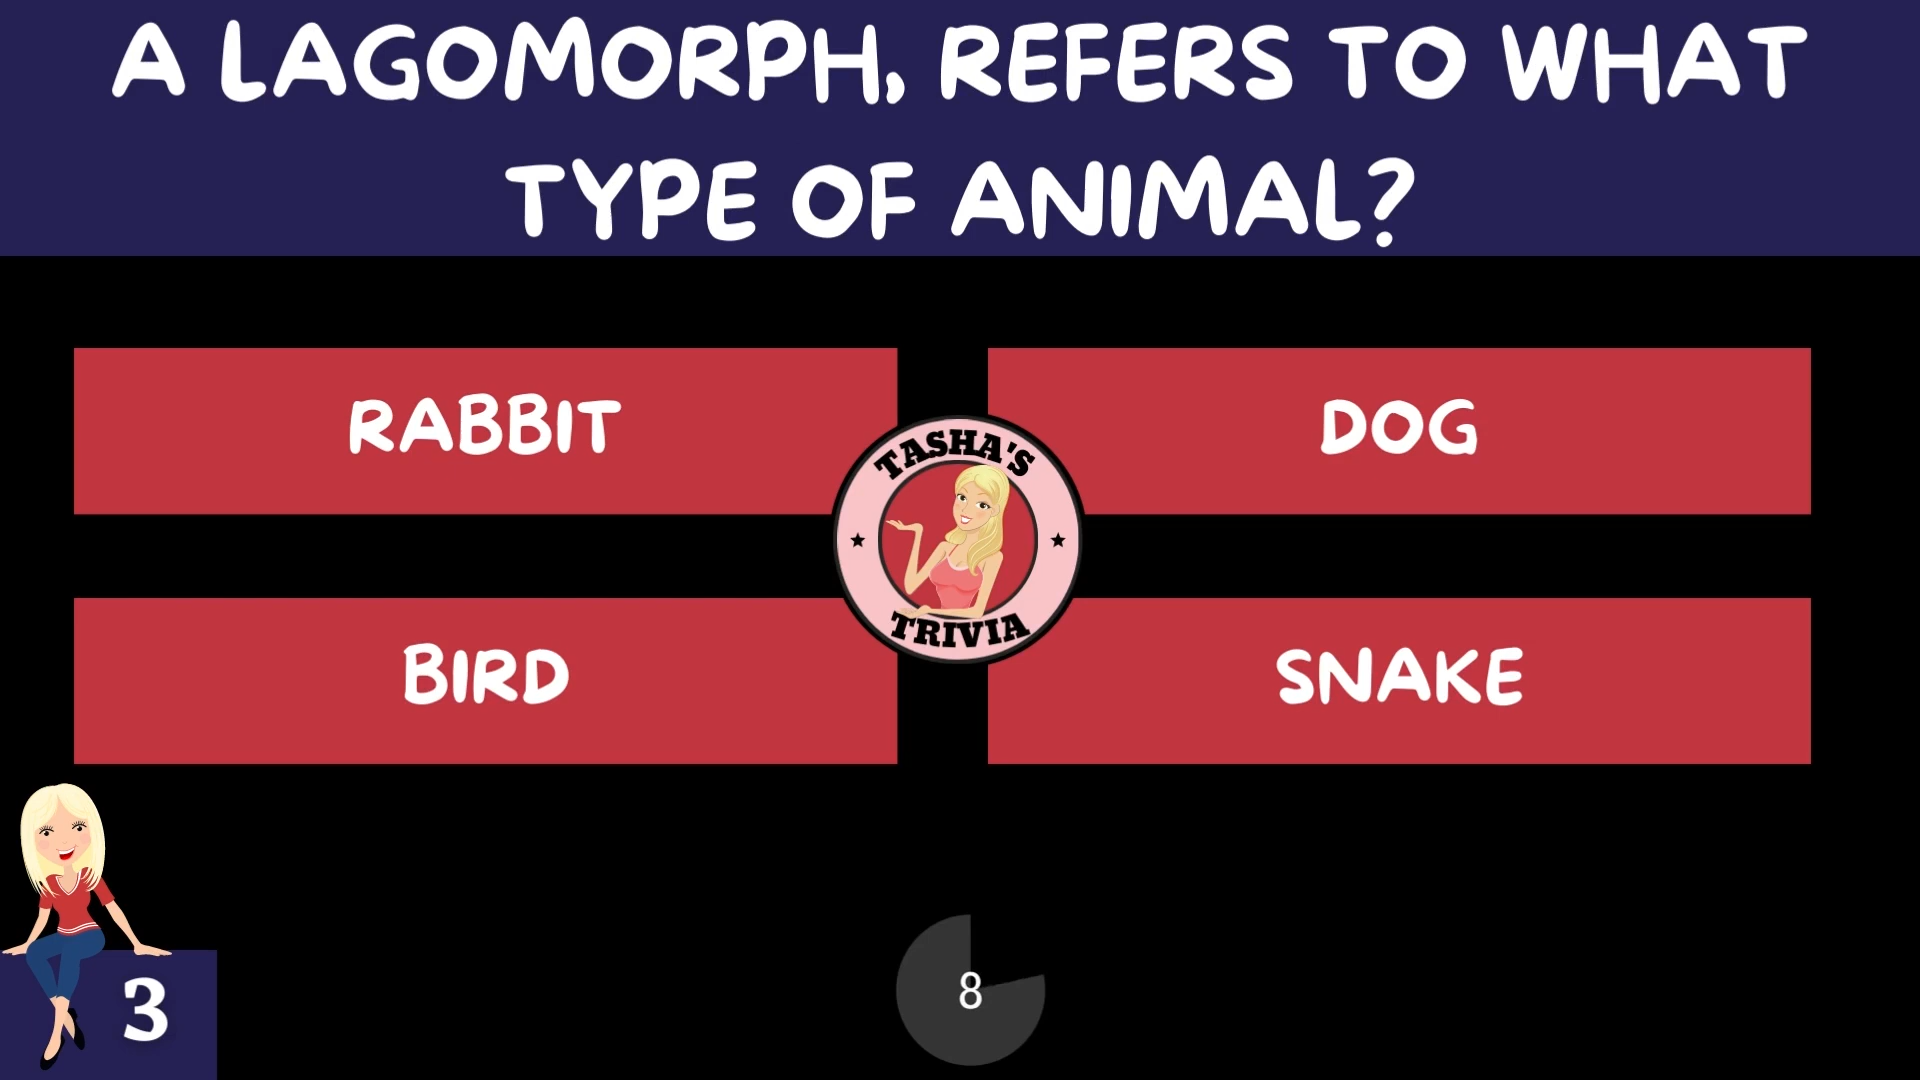 A LAGOMORPH, REFERS TO WHAT
TYPE OF ANIMAL?
RABBIT
DOG
TASHA'S
TRIVIA
BIRD
SNAKE
3
8